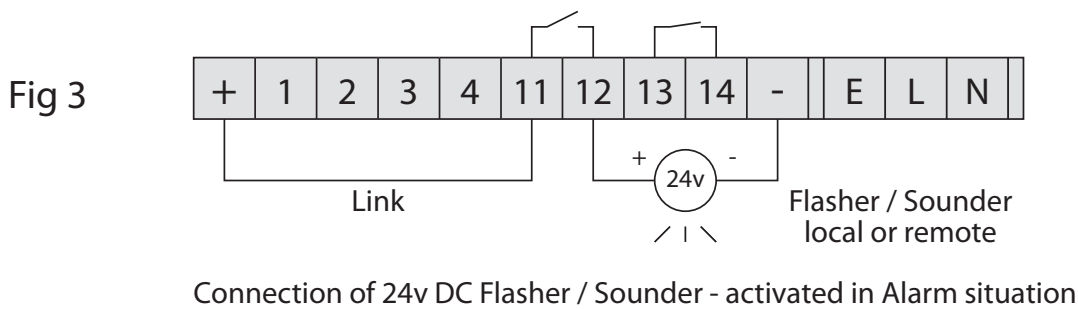 Fig 3
+ 1 2 3 4 11 12 13 14 - E L N
+ -
24v
Link
Flasher / Sounder
local or remote
Connection of 24v DC Flasher / Sounder - activated in Alarm situation